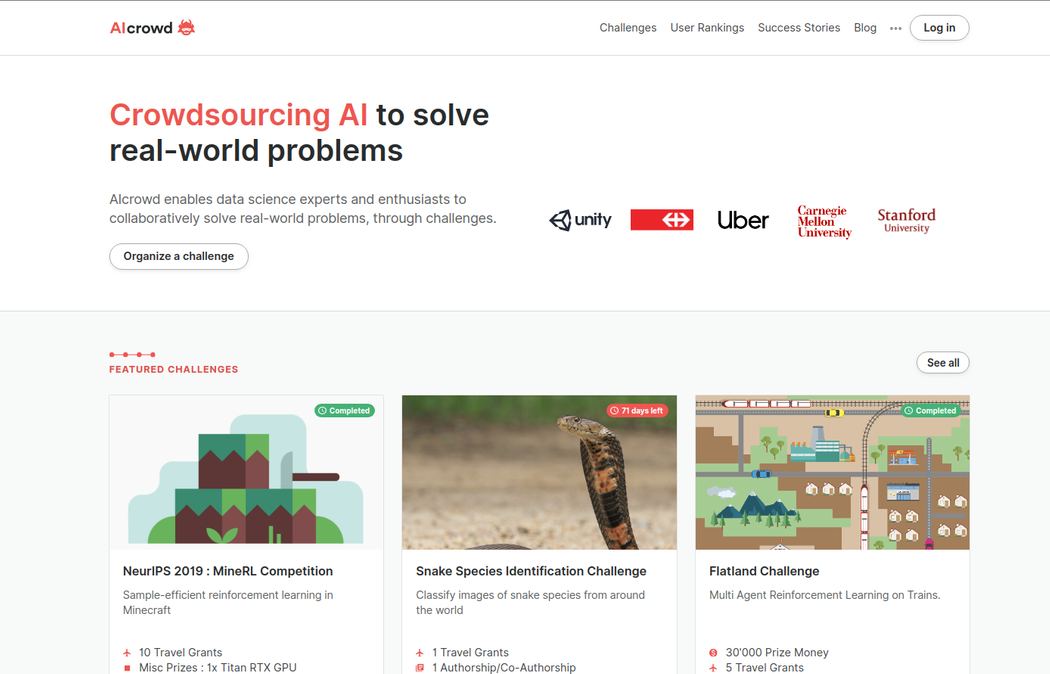 AIcrowd
Challenges User Rankings Success Stories Blog ••• Log in
Crowdsourcing AI to solve
real-world problems
AIcrowd enables data science experts and enthusiasts to
collaboratively solve real-world problems, through challenges.
unity Uber Carnegie Mellon University Stanford University
Organize a challenge
FEATURED CHALLENGES
See all
Completed
71 days left
Completed
NeurIPS 2019 : MineRL Competition
Sample-efficient reinforcement learning in
Minecraft
10 Travel Grants
Misc Prizes : 1x Titan RTX GPU
Snake Species Identification Challenge
Classify images of snake species from around
the world
1 Travel Grants
1 Authorship/Co-Authorship
Flatland Challenge
Multi Agent Reinforcement Learning on Trains.
30'000 Prize Money
5 Travel Grants